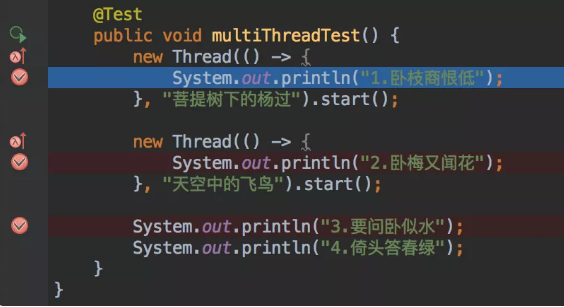 @Test
public void multiThreadTest() {
new Thread(() -> {
System.out.println("1.卧枝商恨低");
}, "菩提树下的杨过").start();
new Thread(() -> {
System.out.println("2.卧梅又闻花");
}, "天空中的飞鸟").start();
System.out.println("3.要问卧似水");
System.out.println("4.倚头答春绿");
}
}